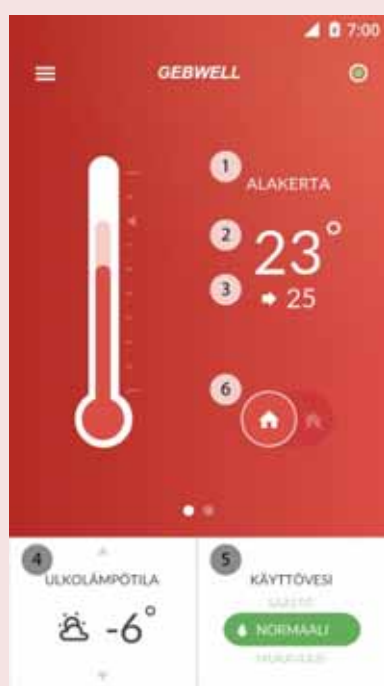 7:00
GEBWELL
1
ALAKERTA
2 23°
3 25
6
4
ULKOLÄMPÖTILA
-6°
5
KÄYTTÖVESI
NORMAALI